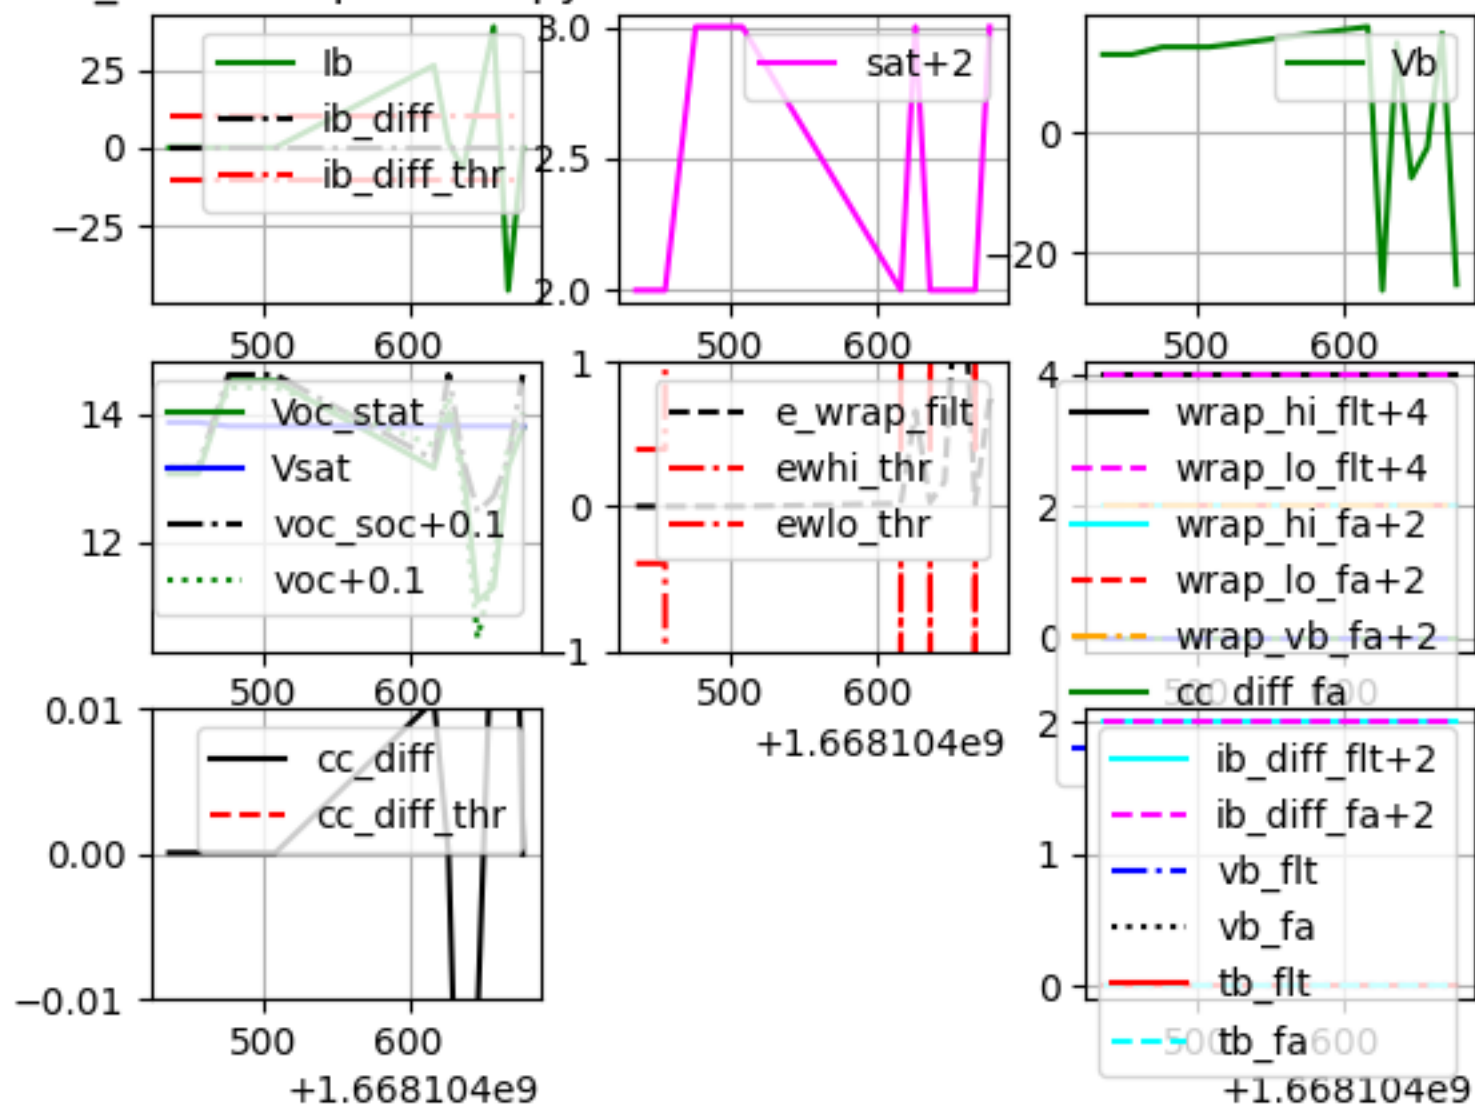 25
0
−25
Ib
ib_diff
ib_diff_thr
500
600
3.0
2.5
2.0
sat+2
500
600
0
−20
Vb
500
600
14
12
Voc_stat
Vsat
voc_soc+0.1
voc+0.1
500
600
1
0
−1
e_wrap_filt
ewhi_thr
ewlo_thr
500
600
+1.668104e9
4
2
0
wrap_hi_flt+4
wrap_lo_flt+4
wrap_hi_fa+2
wrap_lo_fa+2
wrap_vb_fa+2
cc_diff_fa
500
600
0.01
0.00
−0.01
cc_diff
cc_diff_thr
500
600
+1.668104e9
2
1
0
ib_diff_flt+2
ib_diff_fa+2
vb_flt
vb_fa
tb_flt
tb_fa
500
600
+1.668104e9